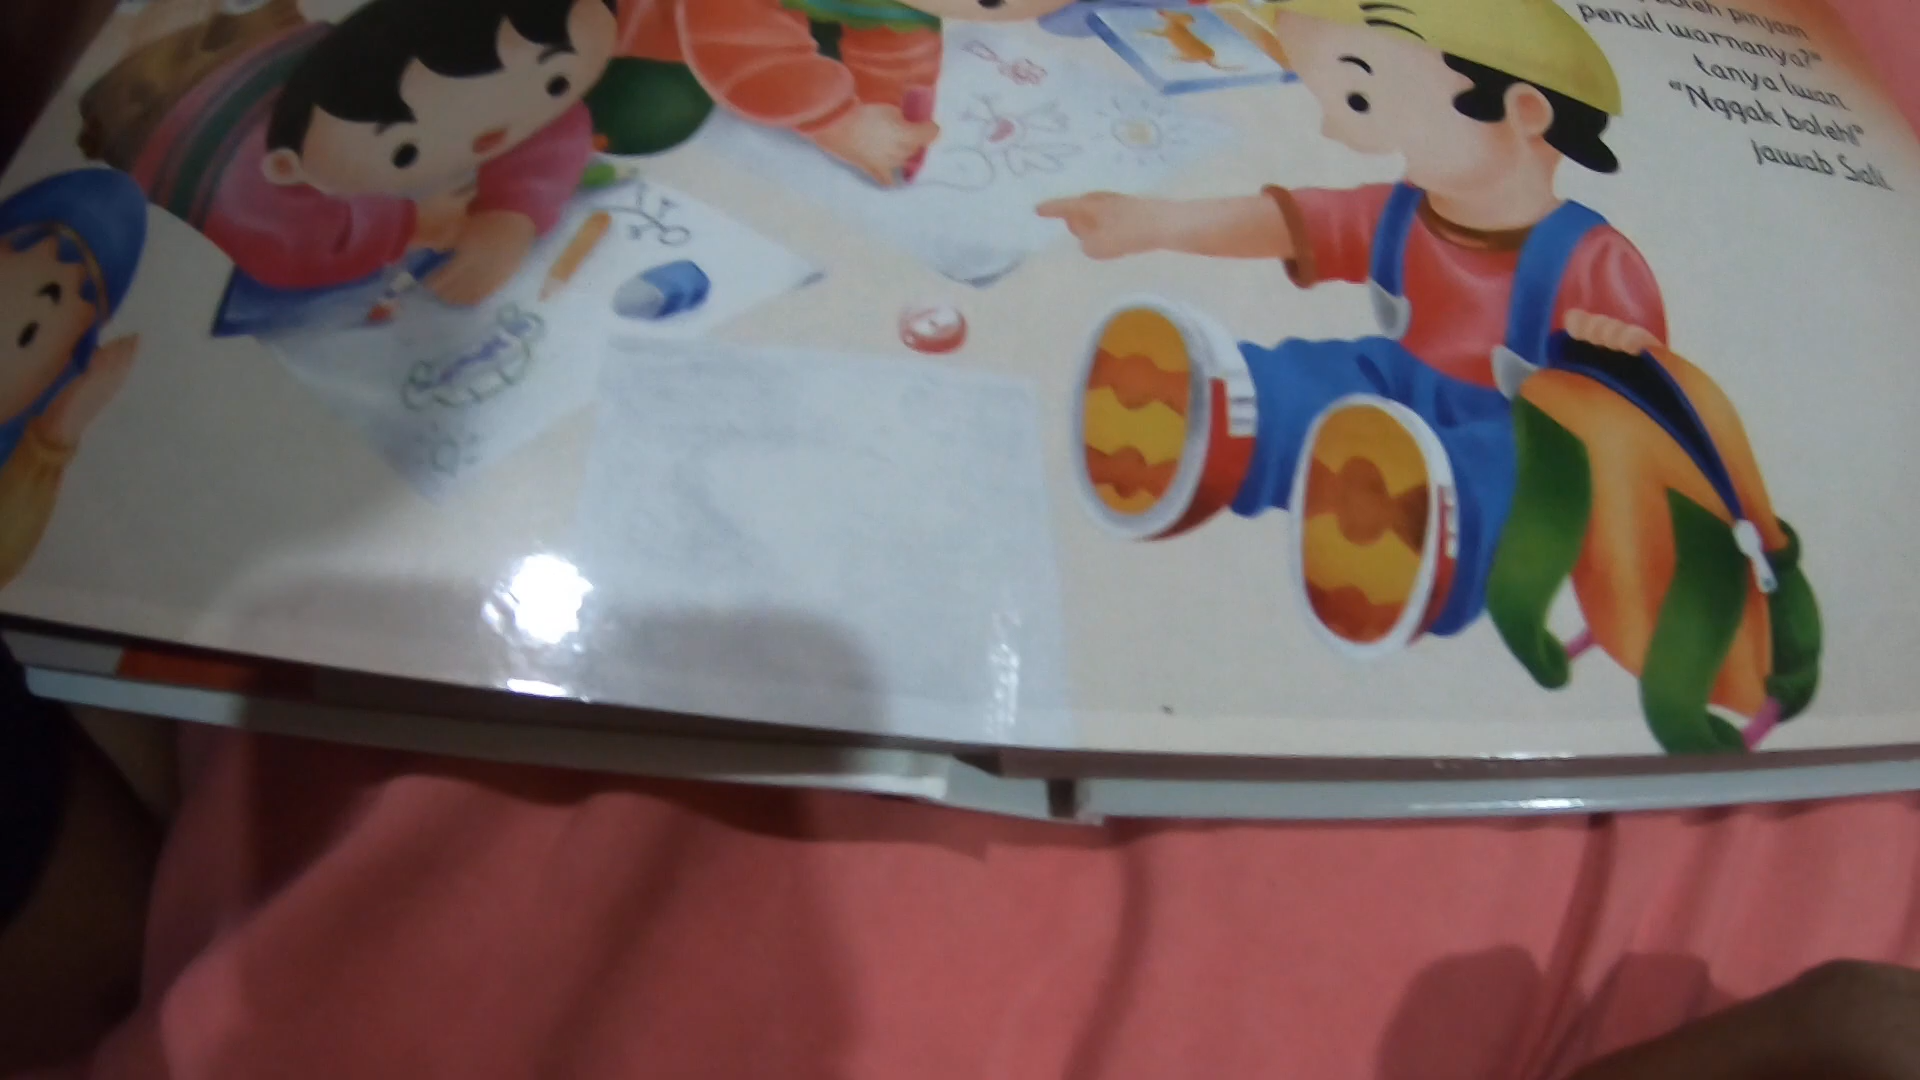 boleh pinjam
pensil warnanya?"
tanya Iwan.
"Nggak boleh!"
jawab Sali.